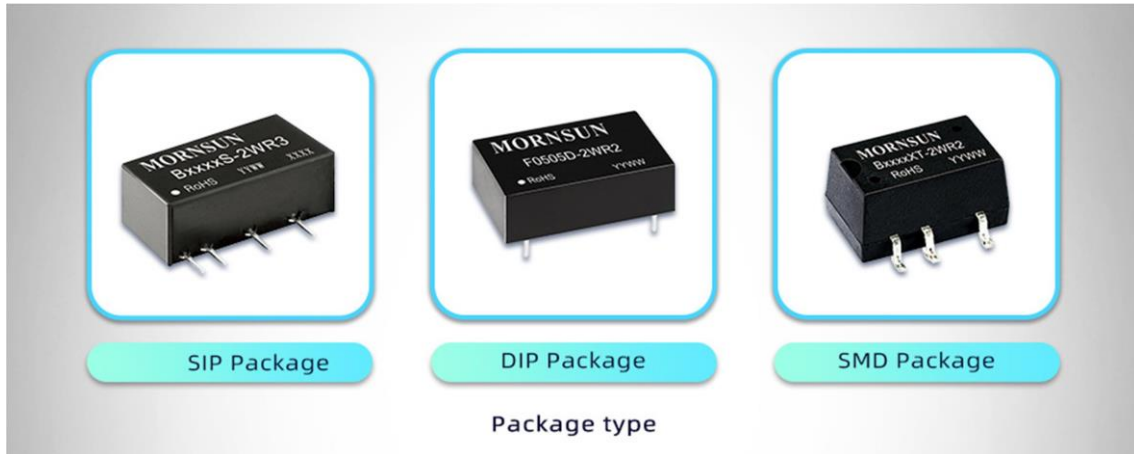 MORNSUN
BxxxxS-2WR3
RoHS YYWW XXXX
SIP Package
MORNSUN
F0505D-2WR2
RoHS YYWW
DIP Package
MORNSUN
BxxxxXT-2WR2
RoHS YYWW
SMD Package
Package type